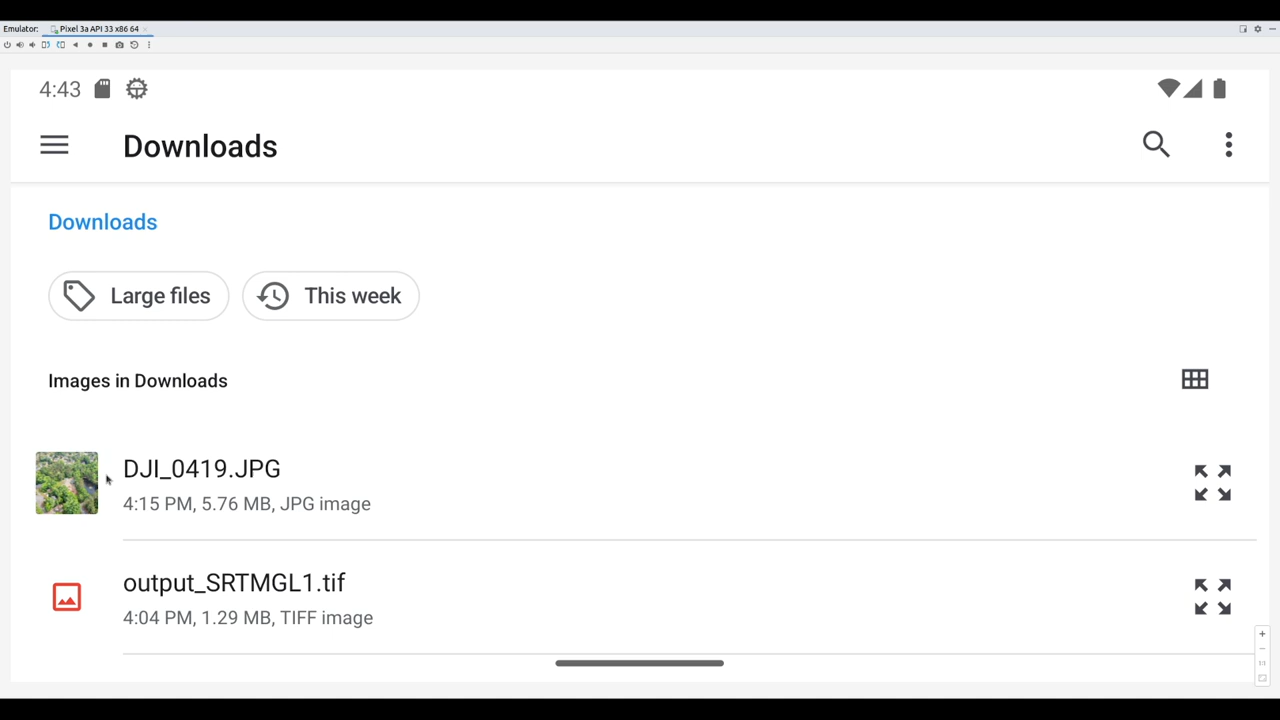 Emulator: Pixel 3a API 33 x86 64
4:43
Downloads
Downloads
Large files This week
Images in Downloads
DJI_0419.JPG
4:15 PM, 5.76 MB, JPG image
output_SRTMGL1.tif
4:04 PM, 1.29 MB, TIFF image
1:1